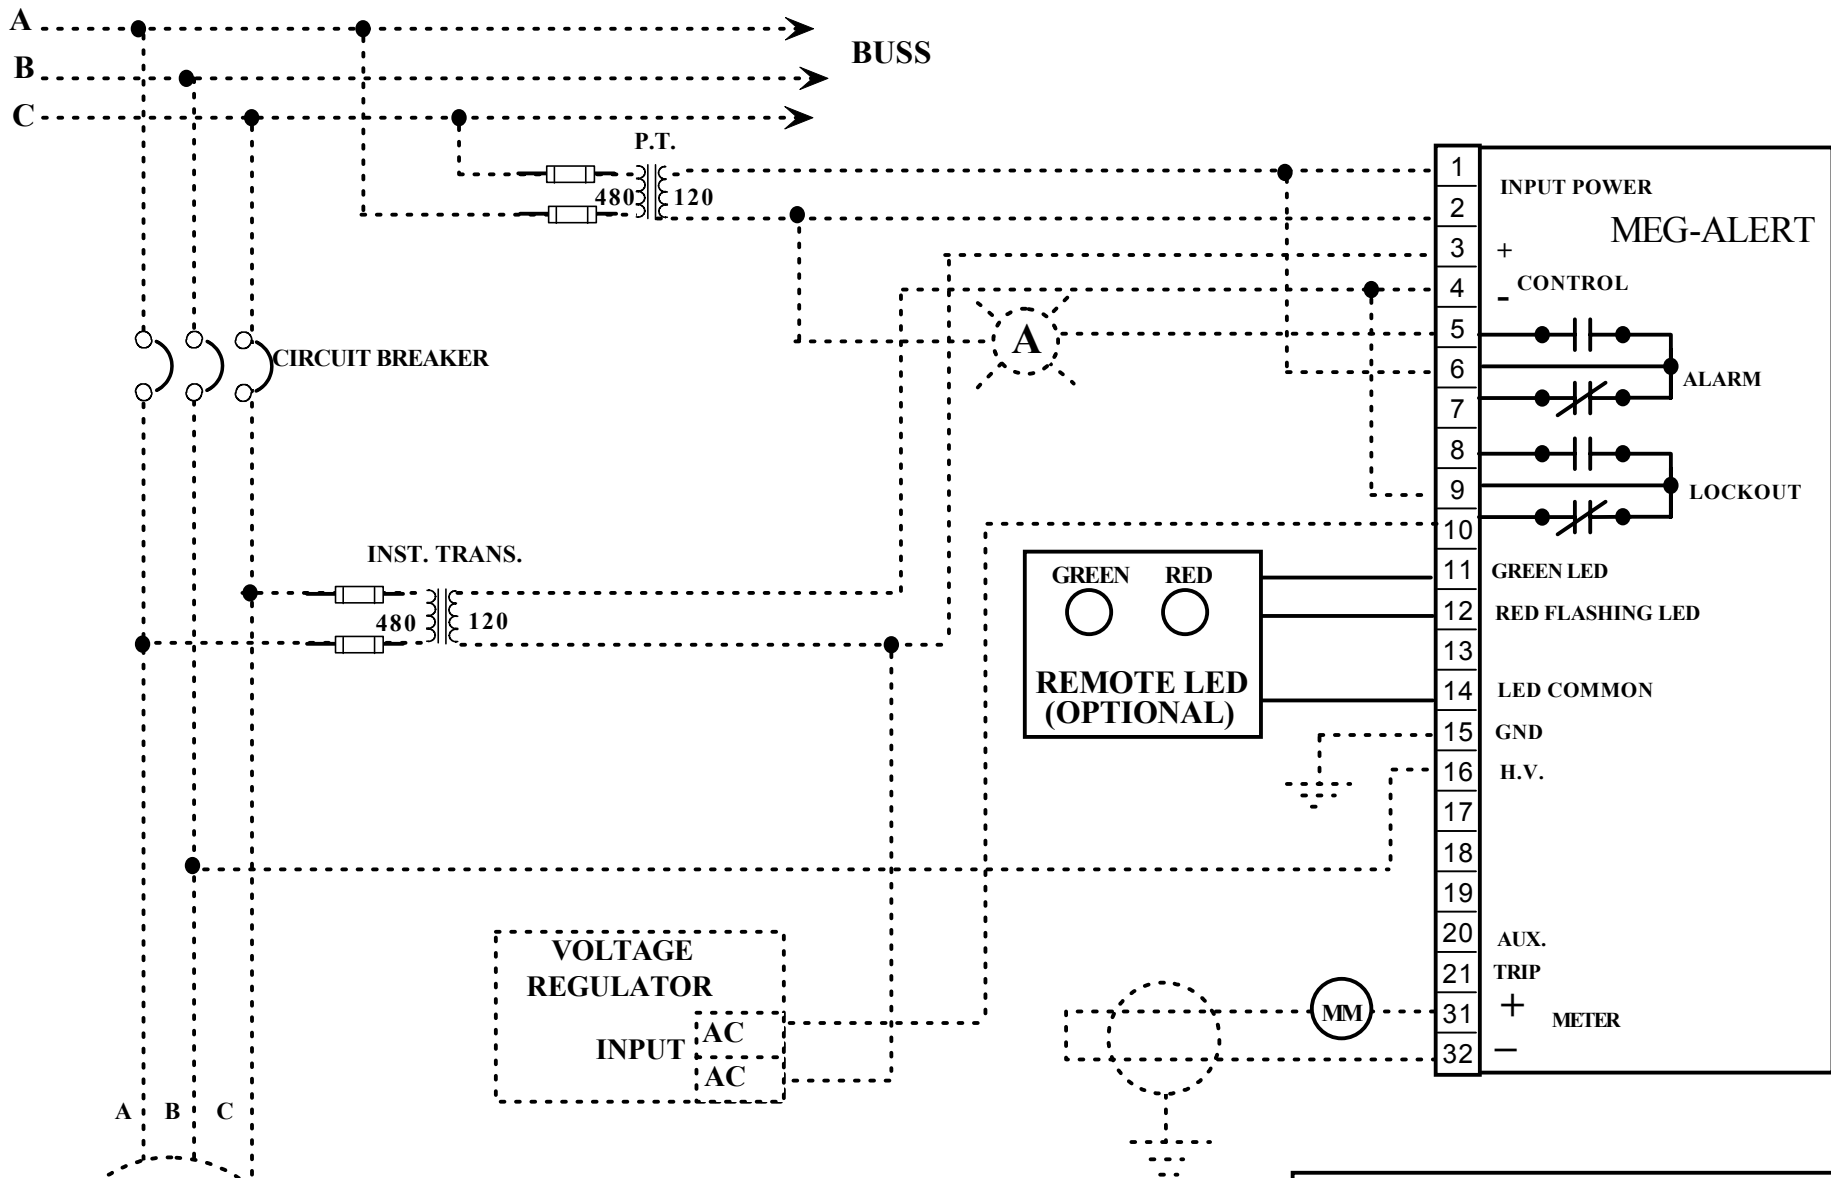 A
B
C
BUSS
P.T.
480
120
CIRCUIT BREAKER
A
INST. TRANS.
480
120
GREEN
RED
REMOTE LED
(OPTIONAL)
VOLTAGE
REGULATOR
INPUT
AC
AC
A B C
MM
1
2
3
4
5
6
7
8
9
10
11
12
13
14
15
16
17
18
19
20
21
31
32
INPUT POWER
MEG-ALERT
+
- CONTROL
ALARM
LOCKOUT
GREEN LED
RED FLASHING LED
LED COMMON
GND
H.V.
AUX.
TRIP
+
METER
–